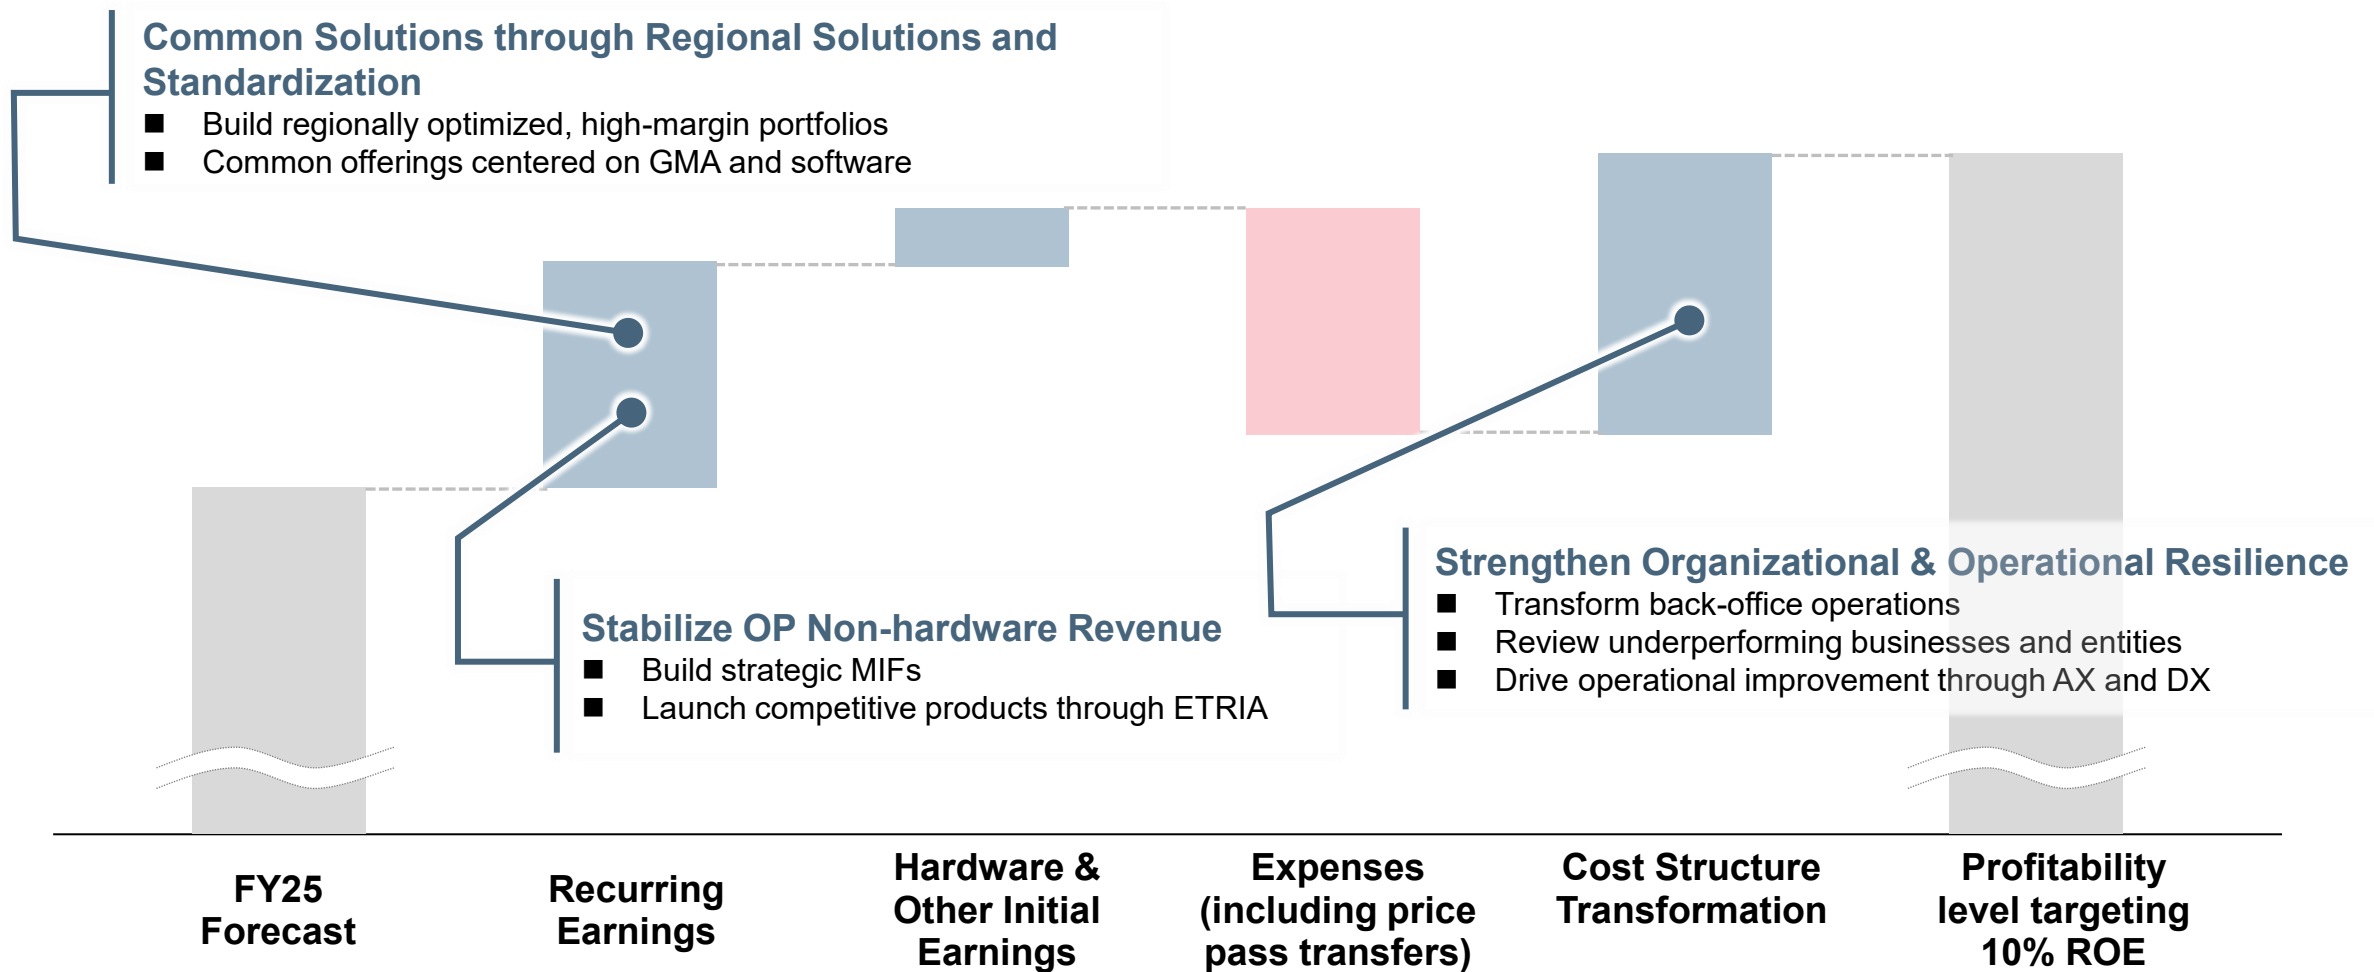 Common Solutions through Regional Solutions and
Standardization
■ Build regionally optimized, high-margin portfolios
■ Common offerings centered on GMA and software
Strengthen Organizational & Operational Resilience
■ Transform back-office operations
■ Review underperforming businesses and entities
■ Drive operational improvement through AX and DX
Stabilize OP Non-hardware Revenue
■ Build strategic MIFs
■ Launch competitive products through ETRIA
FY25
Forecast
Recurring
Earnings
Hardware &
Other Initial
Earnings
Expenses
(including price
pass transfers)
Cost Structure
Transformation
Profitability
level targeting
10% ROE